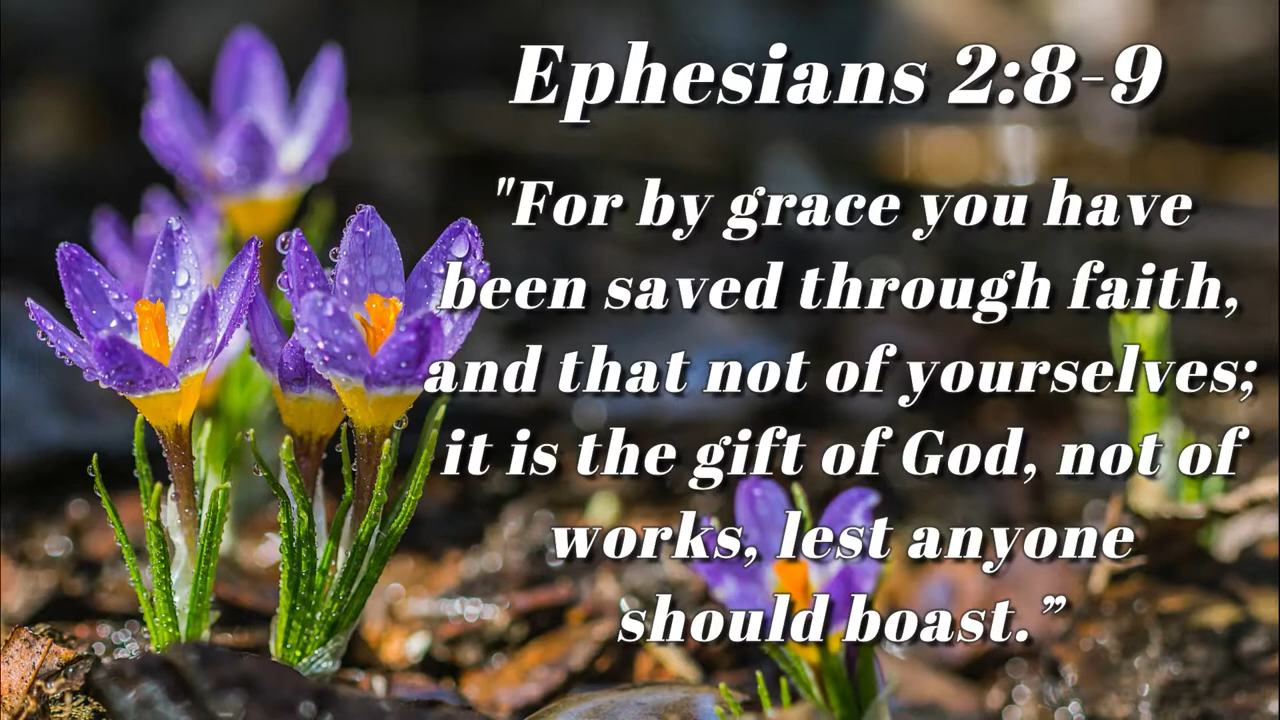 Ephesians 2:8-9
"For by grace you have
been saved through faith,
and that not of yourselves;
it is the gift of God, not of
works, lest anyone
should boast.”